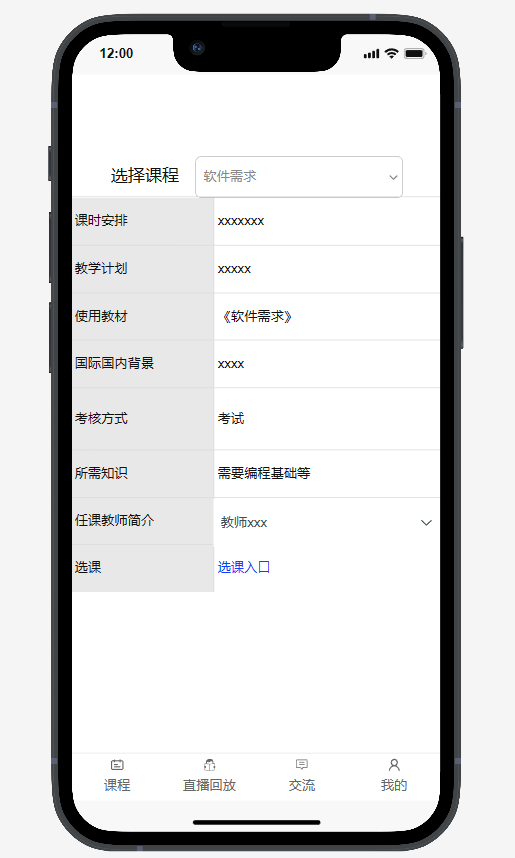 12:00
选择课程 软件需求
课时安排 xxxxxxx
教学计划 xxxxx
使用教材 《软件需求》
国际国内背景 xxxx
考核方式 考试
所需知识 需要编程基础等
任课教师简介 教师xxx
选课 选课入口
课程 直播回放 交流 我的